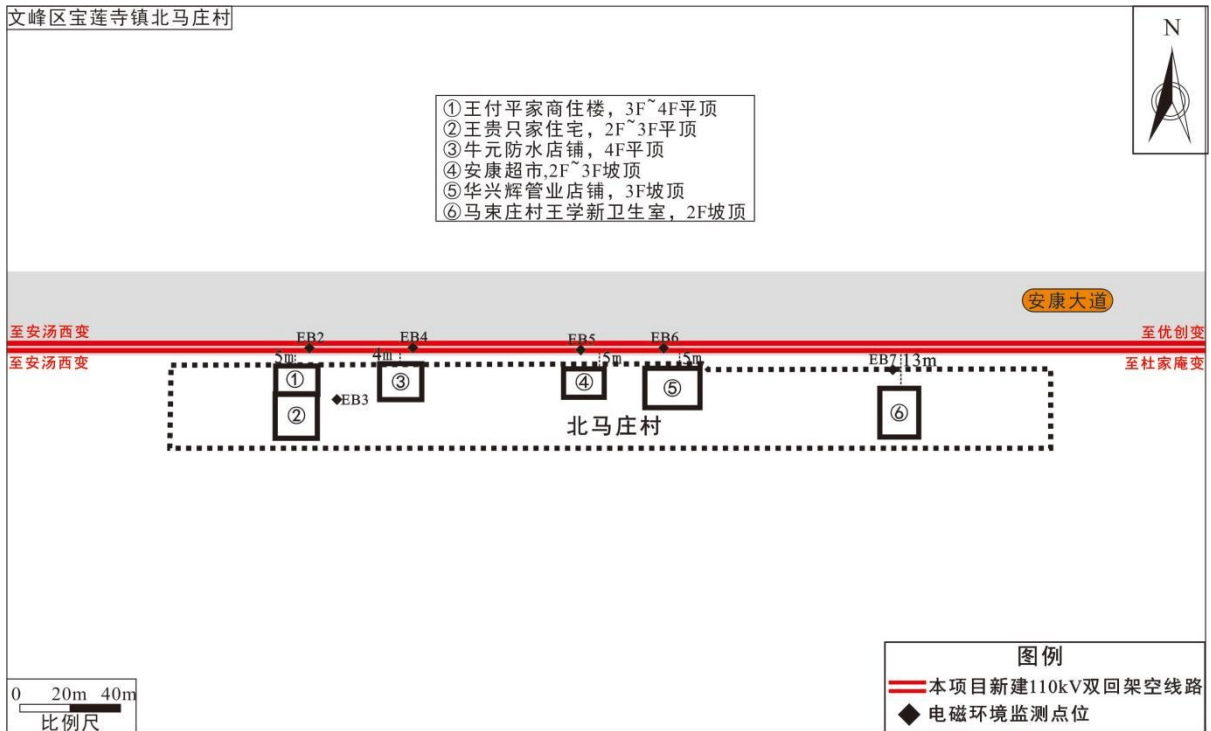 文峰区宝莲寺镇北马庄村
N
①王付平家商住楼，3F~4F平顶
②王贵只家住宅，2F~3F平顶
③牛元防水店铺，4F平顶
④安康超市,2F~3F坡顶
⑤华兴辉管业店铺，3F坡顶
⑥马束庄村王学新卫生室，2F坡顶
安康大道
至安汤西变
EB2
EB4
EB5
EB6
至优创变
至安汤西变
5m
4m
5m
5m
EB7
13m
至杜家庵变
①
③
④
⑤
EB3
②
⑥
北马庄村
图例
本项目新建110kV双回架空线路
电磁环境监测点位
0 20m 40m
比例尺